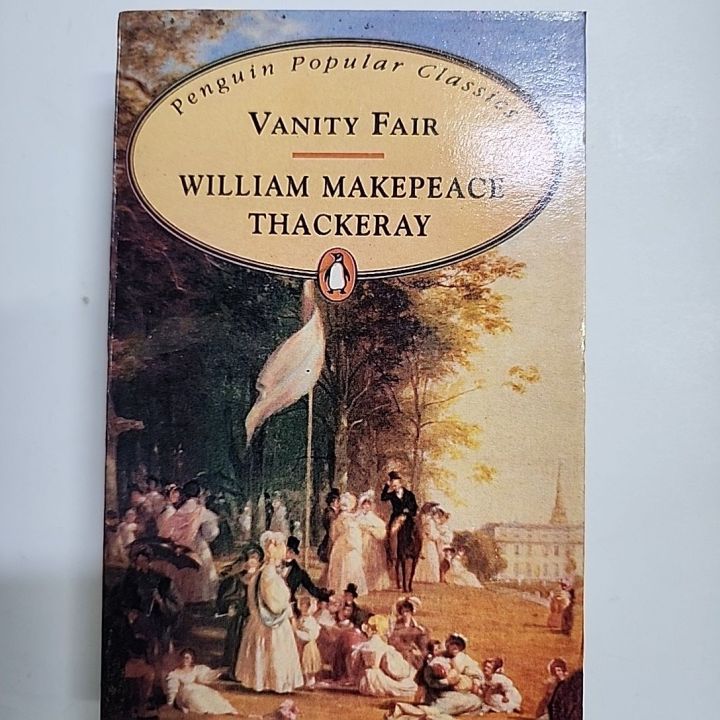 Penguin Popular Classics
VANITY FAIR
WILLIAM MAKEPEACE
THACKERAY